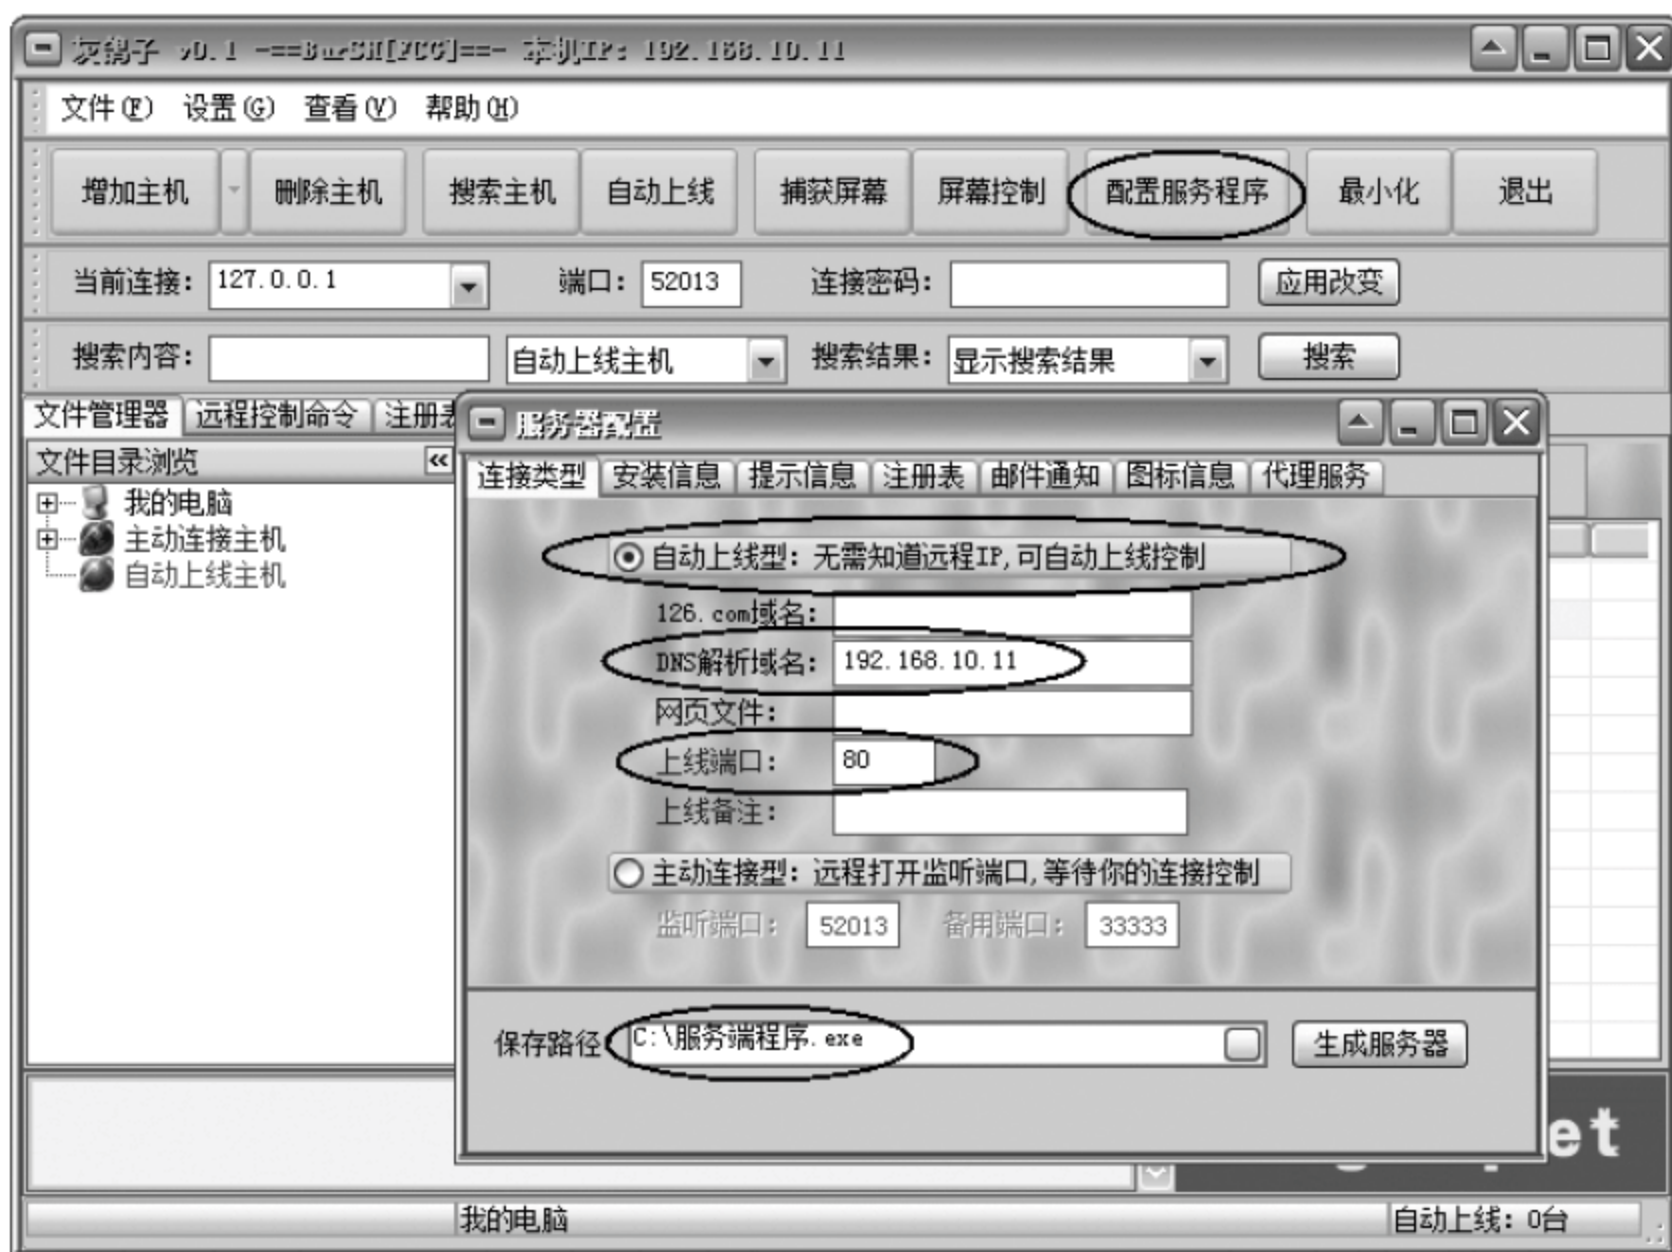 灰鸽子 v0.1 -==BurSH[FCG]==- 本机IP: 192.168.10.11
文件(F) 设置(G) 查看(V) 帮助(H)
增加主机 删除主机 搜索主机 自动上线 捕获屏幕 屏幕控制 配置服务程序 最小化 退出
当前连接: 127.0.0.1 端口: 52013 连接密码: 应用改变
搜索内容: 自动上线主机 搜索结果: 显示搜索结果 搜索
文件管理器 远程控制命令 注册表
文件目录浏览
我的电脑
主动连接主机
自动上线主机
服务器配置
连接类型 安装信息 提示信息 注册表 邮件通知 图标信息 代理服务
自动上线型: 无需知道远程IP,可自动上线控制
126.com域名:
DNS解析域名: 192.168.10.11
网页文件:
上线端口: 80
上线备注:
主动连接型: 远程打开监听端口,等待你的连接控制
监听端口: 52013 备用端口: 33333
保存路径 C:\服务端程序.exe 生成服务器
et
我的电脑 自动上线: 0台